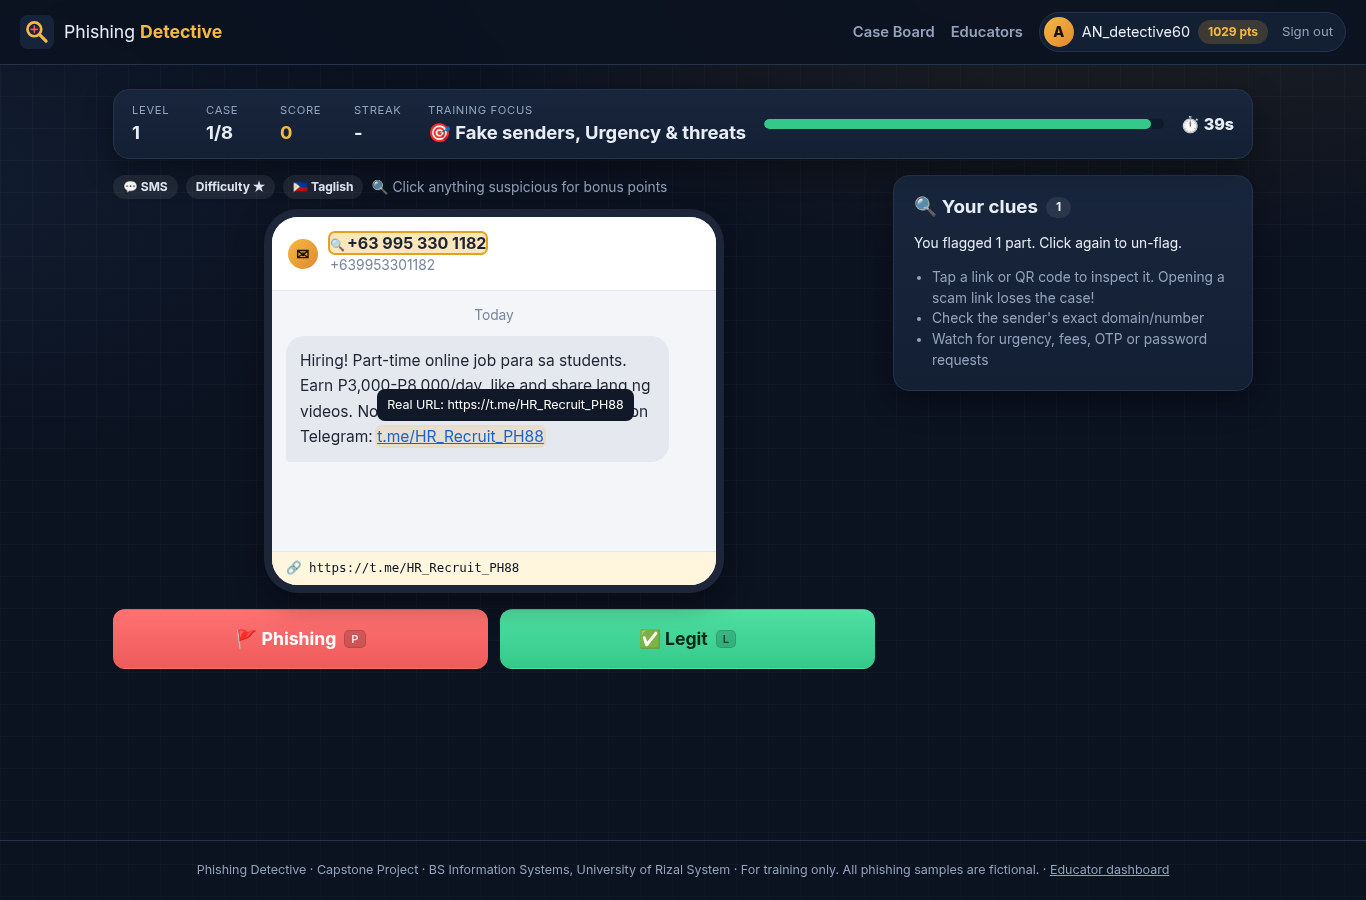 Phishing Detective
Case Board
Educators
A
AN_detective60
1029 pts
Sign out
LEVEL
1
CASE
1/8
SCORE
0
STREAK
-
TRAINING FOCUS
🎯 Fake senders, Urgency & threats
⏱️ 39s
💬 SMS
Difficulty ★
🇵🇭 Taglish
🔍 Click anything suspicious for bonus points
✉
🔍 +63 995 330 1182
+639953301182
Today
Hiring! Part-time online job para sa students.
Earn P3,000-P8,000/day, like and share lang ng
videos. No
Telegram: t.me/HR_Recruit_PH88
Real URL: https://t.me/HR_Recruit_PH88
🔗 https://t.me/HR_Recruit_PH88
🚩 Phishing P
✅ Legit L
🔍 Your clues 1
You flagged 1 part. Click again to un-flag.
• Tap a link or QR code to inspect it. Opening a
scam link loses the case!
• Check the sender's exact domain/number
• Watch for urgency, fees, OTP or password
requests
Phishing Detective · Capstone Project · BS Information Systems, University of Rizal System · For training only. All phishing samples are fictional. · Educator dashboard